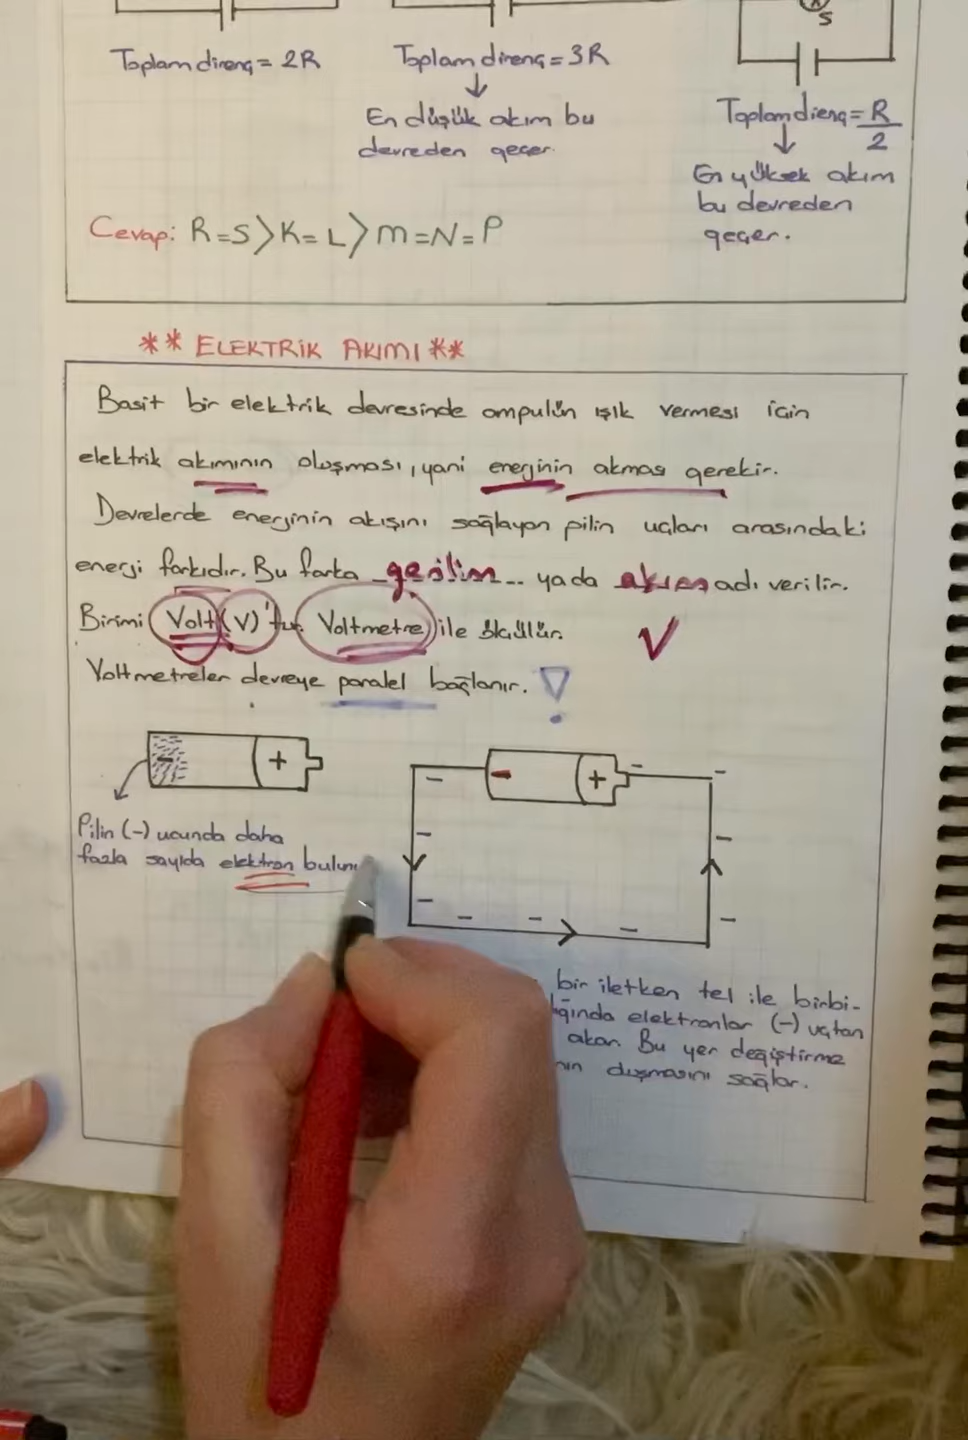 Toplam direnç = 2R
Toplam direnç = 3R
En düşük akım bu
devreden geçer.
S
Toplam direnç = R/2
En yüksek akım
bu devreden
geçer.
Cevap: R=S>K=L>M=N=P
** ELEKTRİK AKIMI **
Basit bir elektrik devresinde ampulün ışık vermesi için
elektrik akımının oluşması, yani enerjinin akması gerekir.
Devrelerde enerjinin akışını sağlayan pilin uçları arasındaki
enerji farkıdır. Bu farka gerilim ya da akım adı verilir.
Birimi Volt (V)'tur. Voltmetre ile ölçülür. V
Voltmetreler devreye paralel bağlanır. !
- +
- +
Pilin (-) ucunda daha
fazla sayıda elektron
bir iletken tel ile birbi-
elektronlar (-) uçtan
akar. Bu yer değiştirme
sağlar.